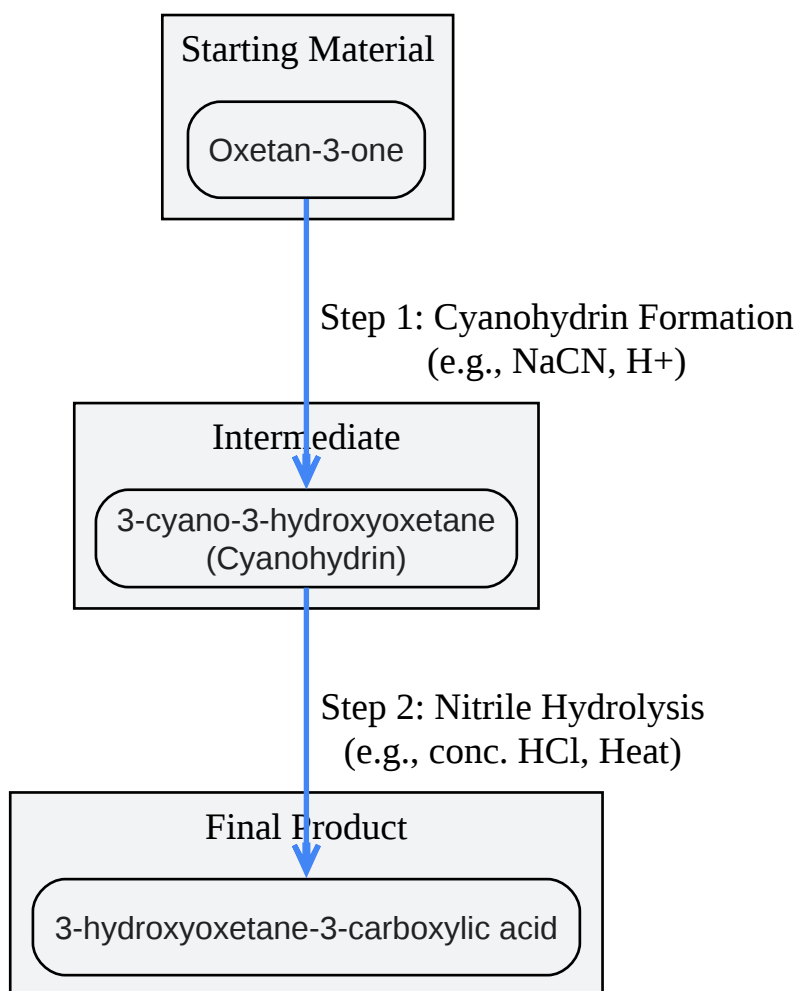 Starting Material
Oxetan-3-one
Step 1: Cyanohydrin Formation
(e.g., NaCN, H+)
Intermediate
3-cyano-3-hydroxyoxetane
(Cyanohydrin)
Step 2: Nitrile Hydrolysis
(e.g., conc. HCl, Heat)
Final Product
3-hydroxyoxetane-3-carboxylic acid